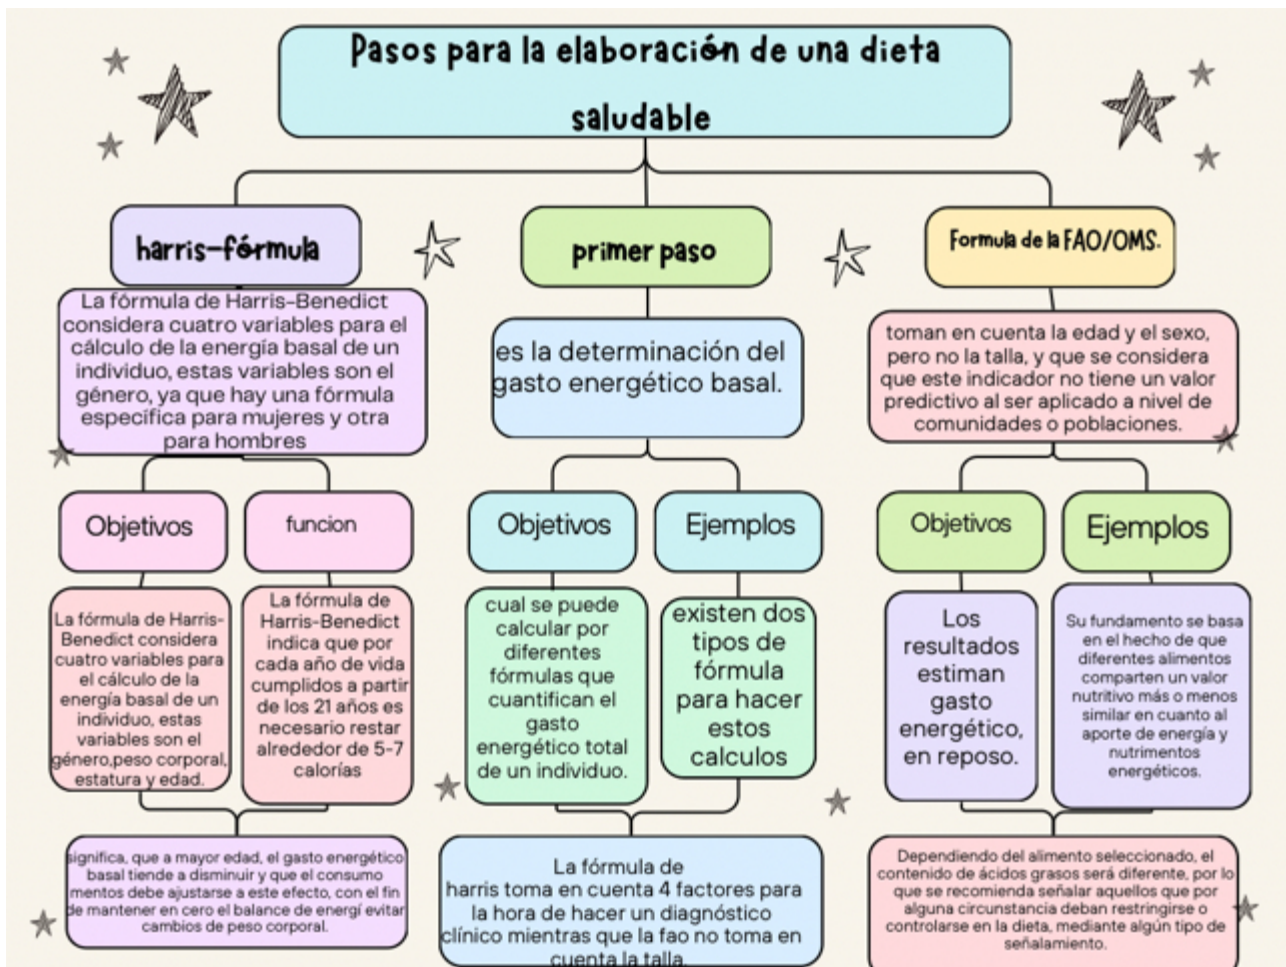 Pasos para la elaboración de una dieta
saludable
harris-fórmula
primer paso
Formula de la FAO/OMS.
La fórmula de Harris-Benedict
considera cuatro variables para el
cálculo de la energía basal de un
individuo, estas variables son el
género, ya que hay una fórmula
específica para mujeres y otra
para hombres
es la determinación del
gasto energético basal.
toman en cuenta la edad y el sexo,
pero no la talla, y que se considera
que este indicador no tiene un valor
predictivo al ser aplicado a nivel de
comunidades o poblaciones.
Objetivos
funcion
Objetivos
Ejemplos
Objetivos
Ejemplos
La fórmula de Harris-
Benedict considera
cuatro variables para
el cálculo de la
energía basal de un
individuo, estas
variables son el
género,peso corporal,
estatura y edad.
La fórmula de
Harris-Benedict
indica que por
cada año de vida
cumplidos a partir
de los 21 años es
necesario restar
alrededor de 5-7
calorías
cual se puede
calcular por
diferentes
fórmulas que
cuantifican el
gasto
energético total
de un individuo.
existen dos
tipos de
fórmula
para hacer
estos
calculos
Los
resultados
estiman
gasto
energético,
en reposo.
Su fundamento se basa
en el hecho de que
diferentes alimentos
comparten un valor
nutritivo más o menos
similar en cuanto al
aporte de energía y
nutrimentos
energéticos.
significa, que a mayor edad, el gasto energético
basal tiende a disminuir y que el consumo
mentos debe ajustarse a este efecto, con el fin
de mantener en cero el balance de energí evitar
cambios de peso corporal.
La fórmula de
harris toma en cuenta 4 factores para
la hora de hacer un diagnóstico
clínico mientras que la fao no toma en
cuenta la talla.
Dependiendo del alimento seleccionado, el
contenido de ácidos grasos será diferente, por lo
que se recomienda señalar aquellos que por
alguna circunstancia deban restringirse o
controlarse en la dieta, mediante algún tipo de
señalamiento.